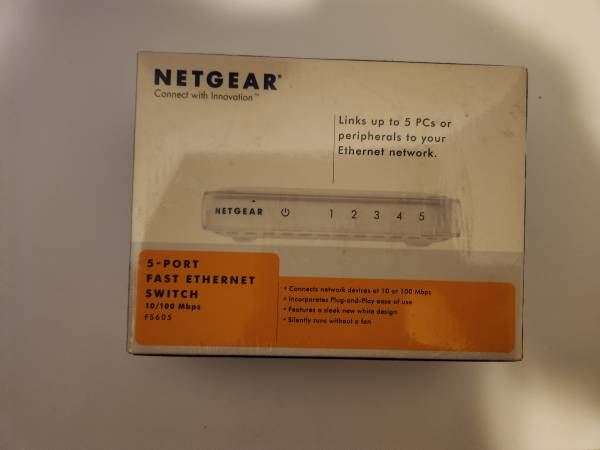 NETGEAR®
Connect with Innovation™
Links up to 5 PCs or
peripherals to your
Ethernet network.
NETGEAR 1 2 3 4 5
5-PORT
FAST ETHERNET
SWITCH
10/100 Mbps
FS605
• Connects network devices at 10 or 100 Mbps
• Incorporates Plug-and-Play ease of use
• Features a sleek new white design
• Silently runs without a fan